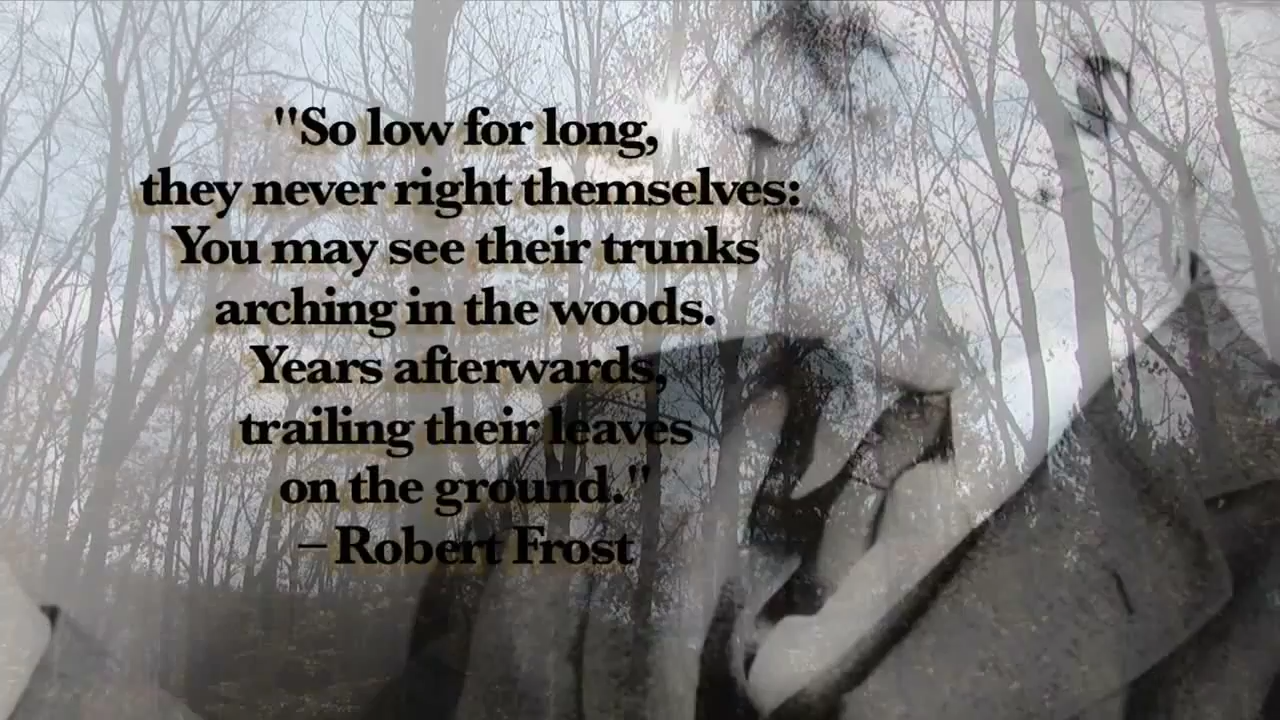 "So low for long,
they never right themselves:
You may see their trunks
arching in the woods.
Years afterwards,
trailing their leaves
on the ground."
– Robert Frost